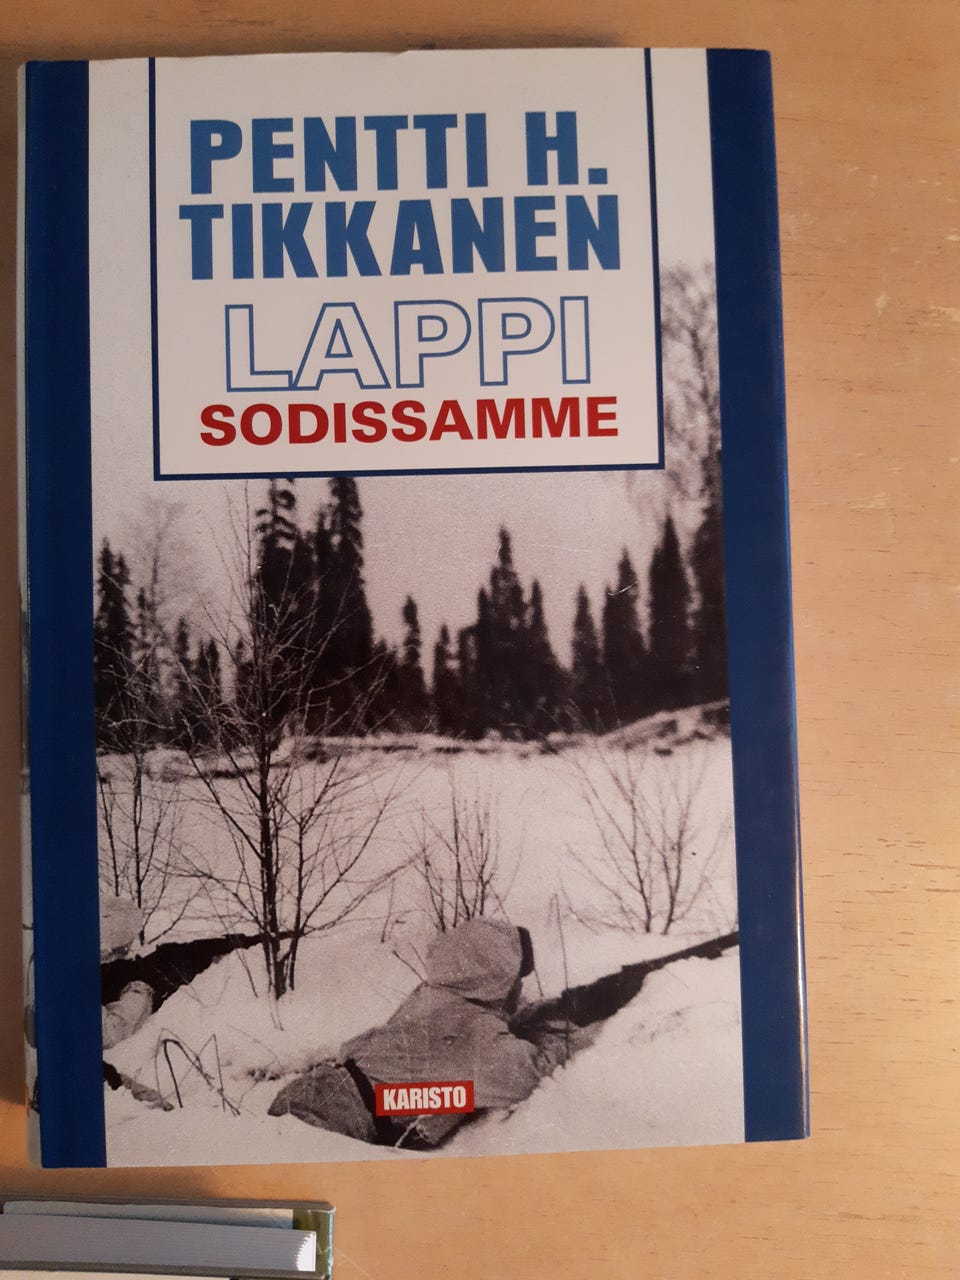 PENTTI H.
TIKKANEN
LAPPI
SODISSAMME
KARISTO